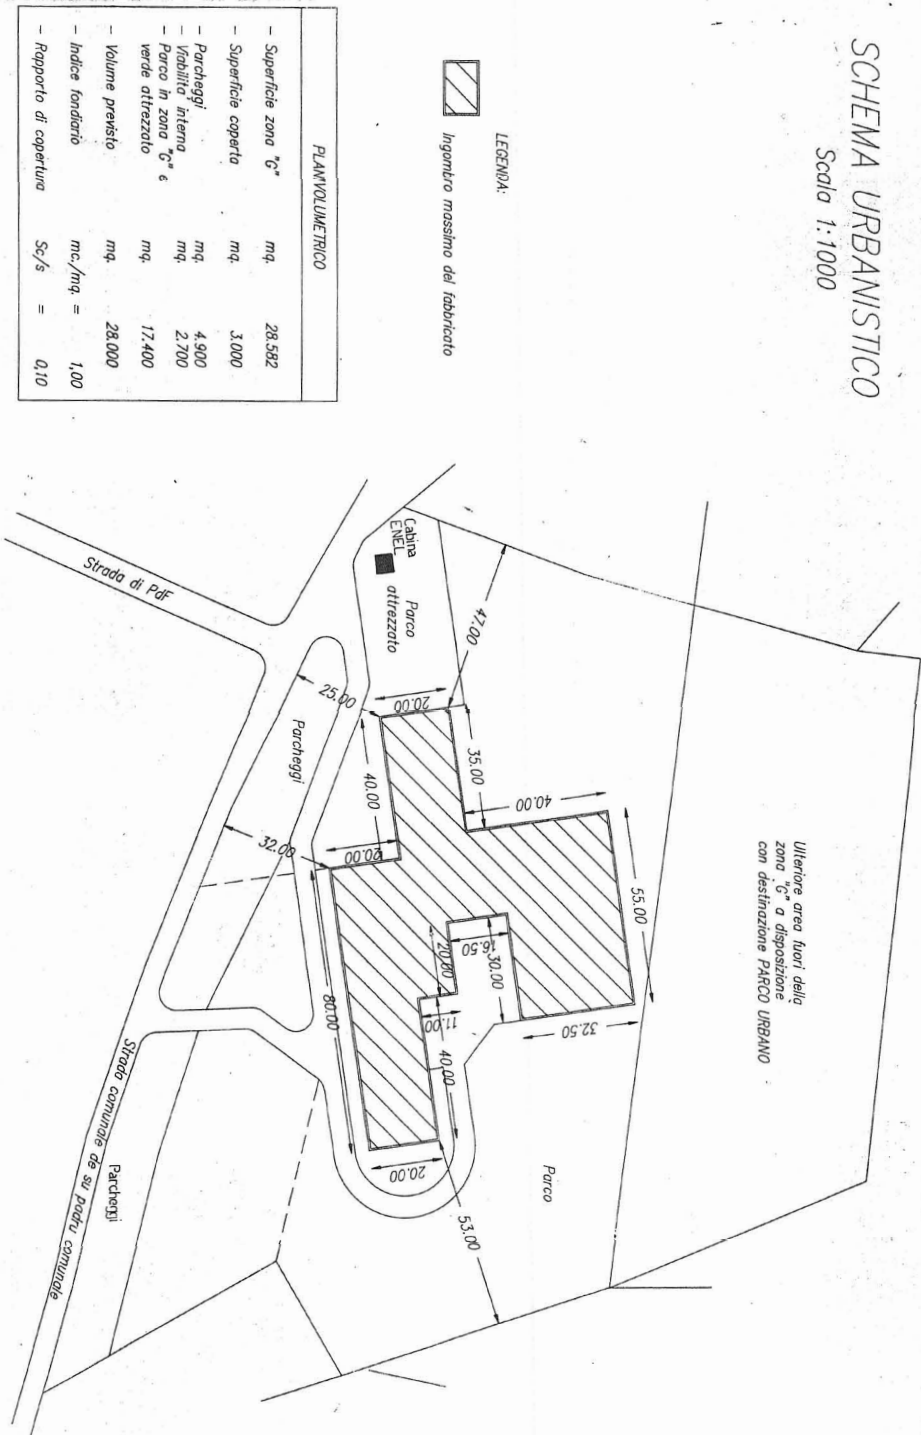 SCHEMA URBANISTICO
Scala 1:1000
LEGENDA:
Ingombro massimo del fabbricato
PLANIVOLUMETRICO
- Superficie zona "G" mq. 28.582
- Superficie coperta mq. 3.000
- Parcheggi mq. 4.900
- Viabilita' interna mq. 2.700
- Parco in zona "G" e
verde attrezzato mq. 17.400
- Volume previsto mq. 28.000
- Indice fondiario mc./mq. = 1,00
- Rapporto di copertura Sc/s = 0,10
Ulteriore area fuori della
zona "G" a disposizione
con destinazione PARCO URBANO
Cabina
ENEL
Parco
attrezzato
Strada di PdF
Parcheggi
Parco
Parcheggi
Strada comunale de su padru comunale
47.00
20.00
25.00
35.00
40.00
40.00
55.00
32.00
20.00
16.50
30.00
20.00
32.50
11.00
40.00
80.00
20.00
53.00